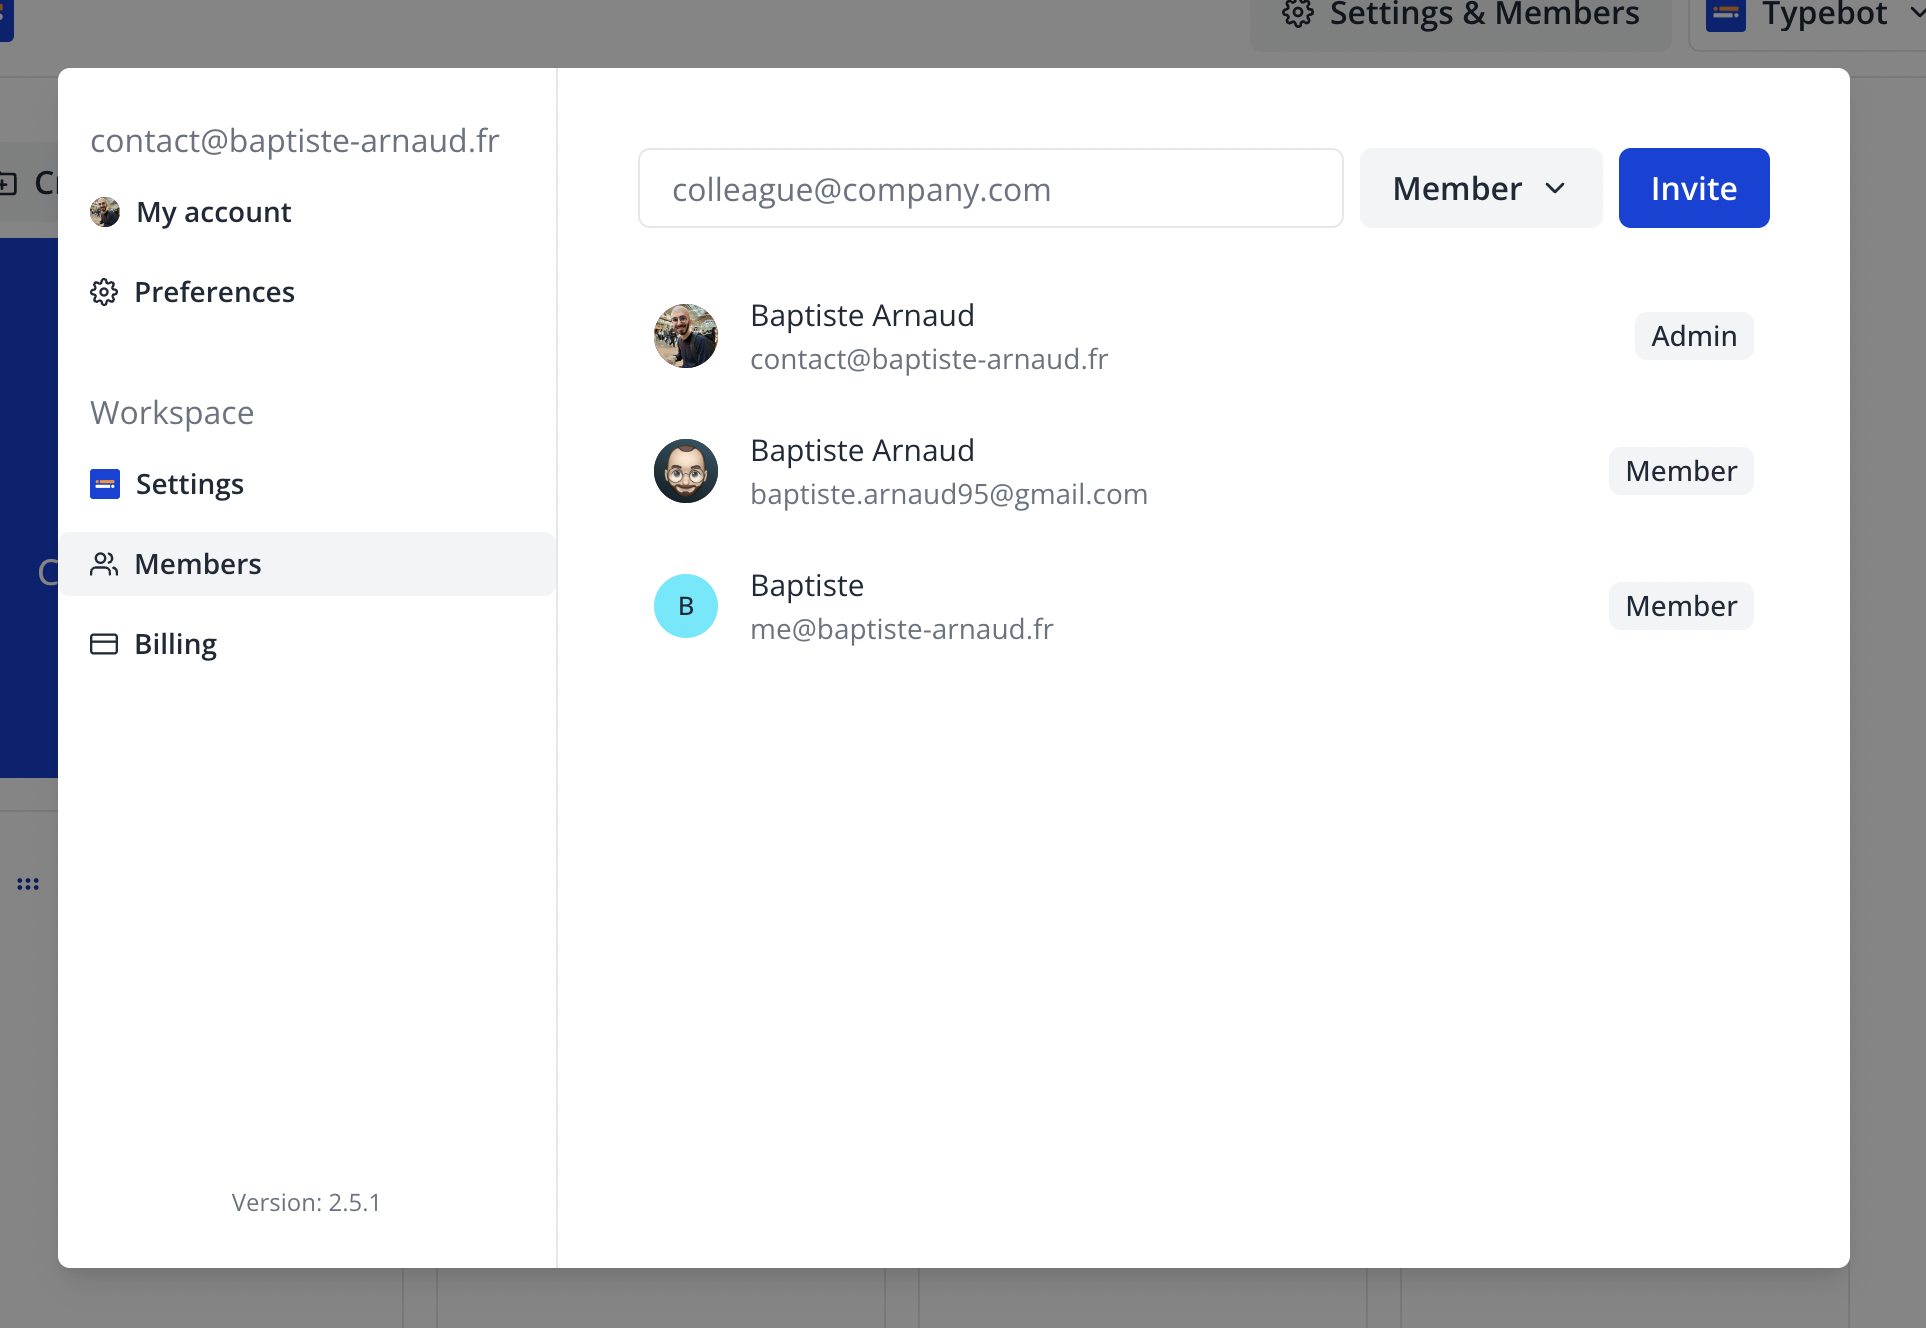 Settings & Members
Typebot
contact@baptiste-arnaud.fr
My account
Preferences
Workspace
Settings
Members
Billing
Version: 2.5.1
colleague@company.com
Member
Invite
Baptiste Arnaud
contact@baptiste-arnaud.fr
Admin
Baptiste Arnaud
baptiste.arnaud95@gmail.com
Member
B
Baptiste
me@baptiste-arnaud.fr
Member